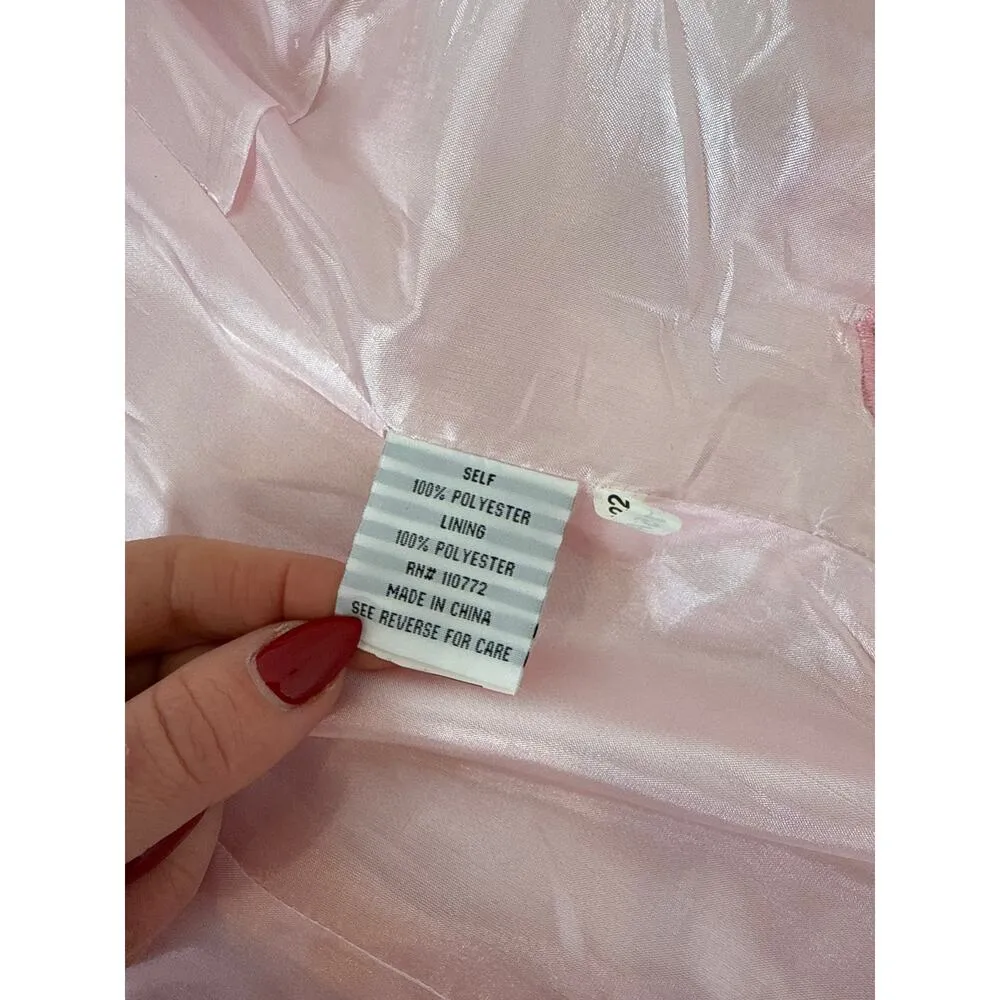 SELF
100% POLYESTER
LINING
100% POLYESTER
RN# 110772
MADE IN CHINA
SEE REVERSE FOR CARE